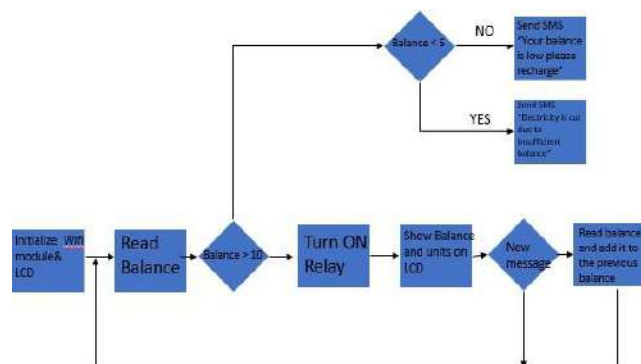 Balance < 5
NO
Send SMS
"Your balance
is low please
recharge"
YES
Send SMS
"Electricity is cut
due to
Insufficient
balance"
Initialize Wifi
module&
LCD
Read
Balance
Balance > 10
Turn ON
Relay
Show Balance
and units on
LCD
New
message
Read balance
and add it to
the previous
balance